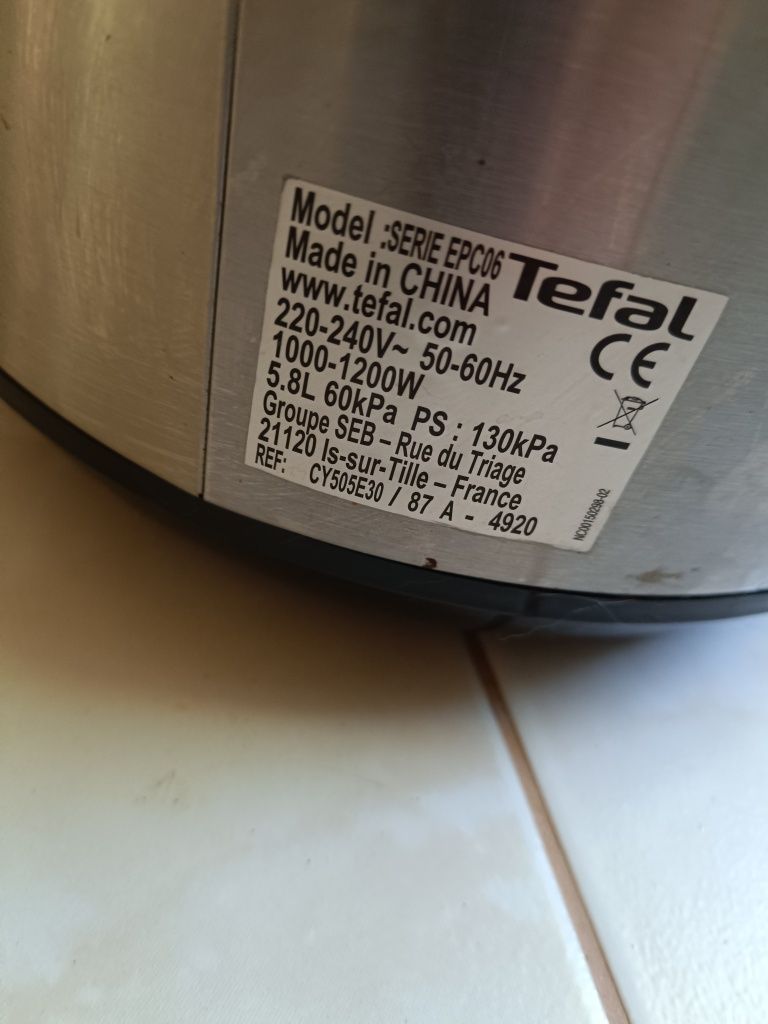 Model :SERIE EPC06
Tefal
Made in CHINA
www.tefal.com
CE
220-240V~ 50-60Hz
1000-1200W
5.8L 60kPa PS : 130kPa
Groupe SEB – Rue du Triage
21120 Is-sur-Tille – France
REF: CY505E30 / 87 A - 4920
NC00150298-02